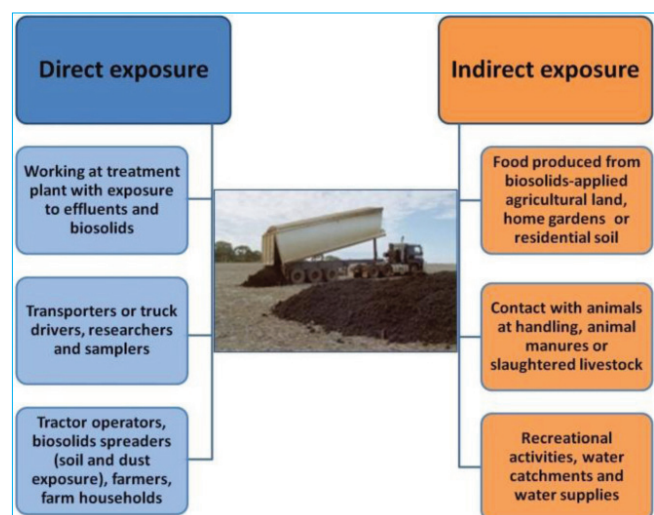 Direct exposure
Working at treatment
plant with exposure
to effluents and
biosolids
Transporters or truck
drivers, researchers
and samplers
Tractor operators,
biosolids spreaders
(soil and dust
exposure), farmers,
farm households
Indirect exposure
Food produced from
biosolids-applied
agricultural land,
home gardens or
residential soil
Contact with animals
at handling, animal
manures or
slaughtered livestock
Recreational
activities, water
catchments and
water supplies